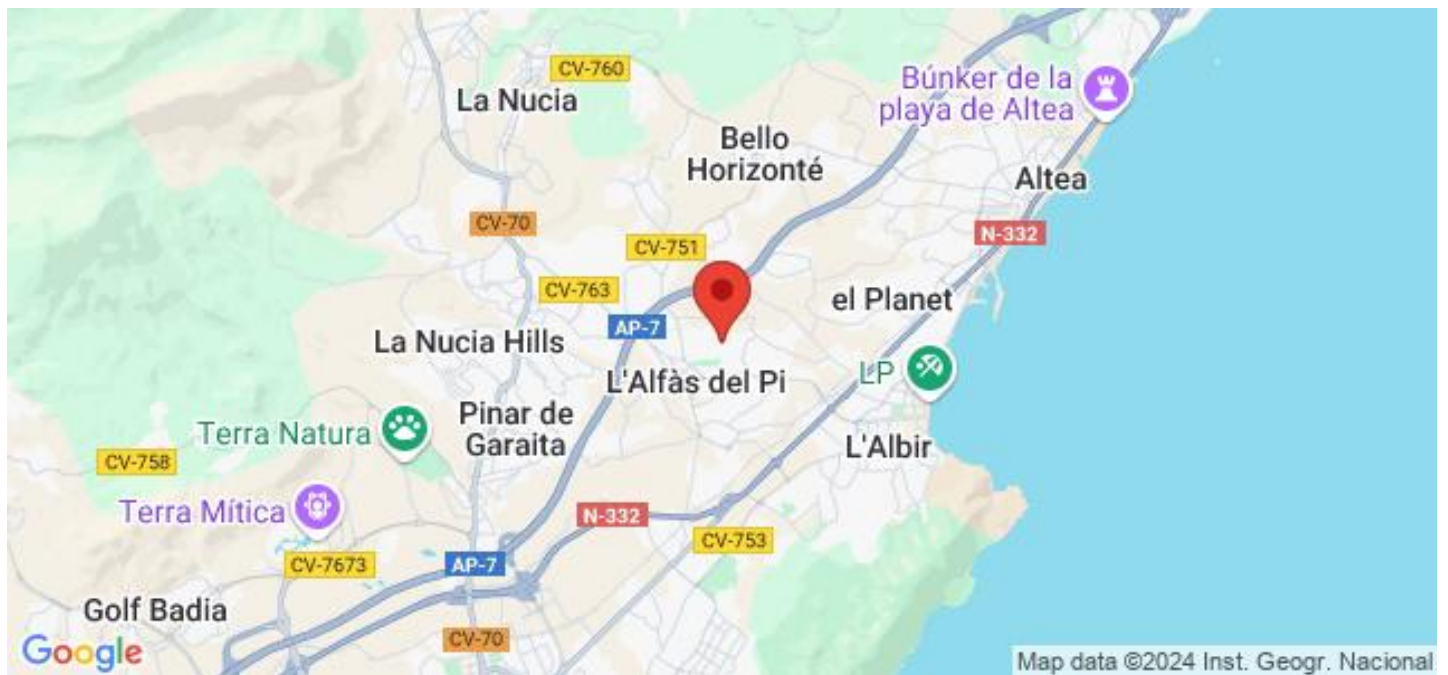 CV-760
La Nucia
Búnker de la
playa de Altea
Bello
Horizonté
Altea
CV-70
N-332
CV-751
CV-763
el Planet
AP-7
La Nucia Hills
LP
L'Alfàs del Pi
Pinar de
Garaita
Terra Natura
L'Albir
CV-758
Terra Mítica
N-332
CV-753
CV-7673
AP-7
Golf Badia
CV-70
Google
Map data ©2024 Inst. Geogr. Nacional